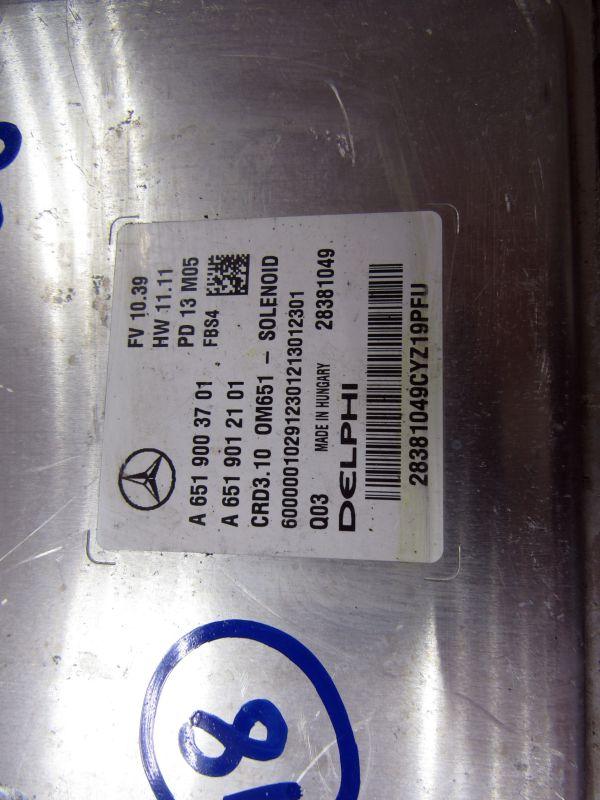 FV 10.39
HW 11.11
PD 13 M05
FBS4
A 651 900 37 01
A 651 901 21 01
CRD3.10 OM651 – SOLENOID
600000102912301213012301
Q03 MADE IN HUNGARY 28381049
DELPHI
28381049CYZ19PFU
8